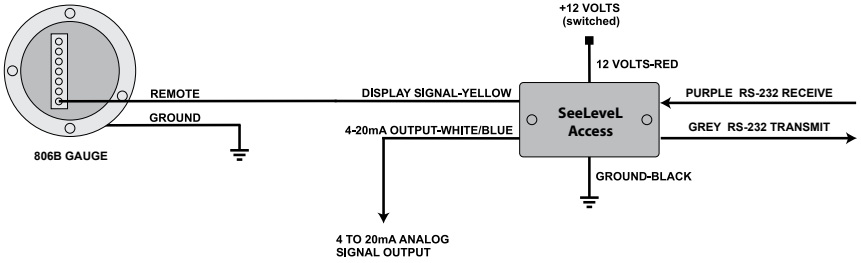 +12 VOLTS
(switched)
12 VOLTS-RED
REMOTE
DISPLAY SIGNAL-YELLOW
PURPLE RS-232 RECEIVE
SeeLeveL
Access
GROUND
4-20mA OUTPUT-WHITE/BLUE
GREY RS-232 TRANSMIT
806B GAUGE
GROUND-BLACK
4 TO 20mA ANALOG
SIGNAL OUTPUT